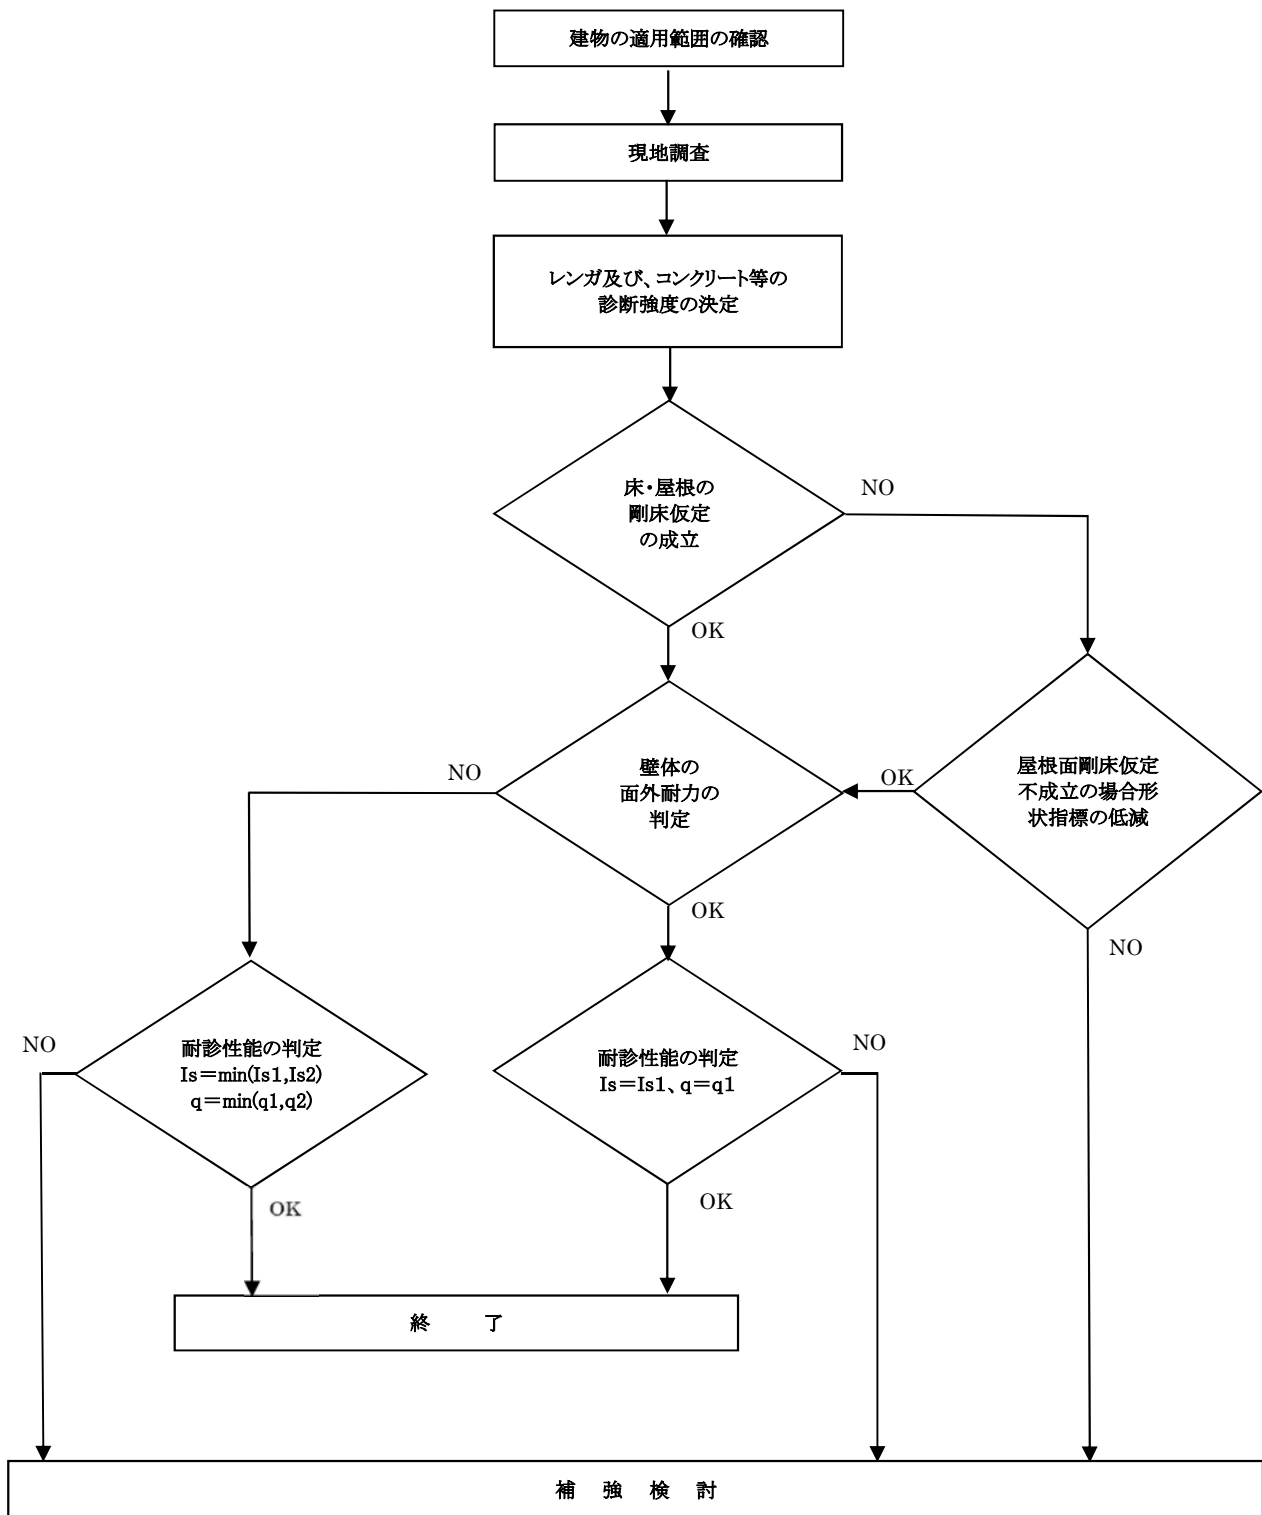 建物の適用範囲の確認
現地調査
レンガ及び、コンクリート等の
診断強度の決定
床・屋根の
剛床仮定
の成立
NO
OK
壁体の
面外耐力の
判定
NO
OK
屋根面剛床仮定
不成立の場合形
状指標の低減
OK
NO
耐診性能の判定
Is=min(Is1,Is2)
q=min(q1,q2)
NO
OK
耐診性能の判定
Is=Is1、q=q1
NO
OK
終 了
補 強 検 討